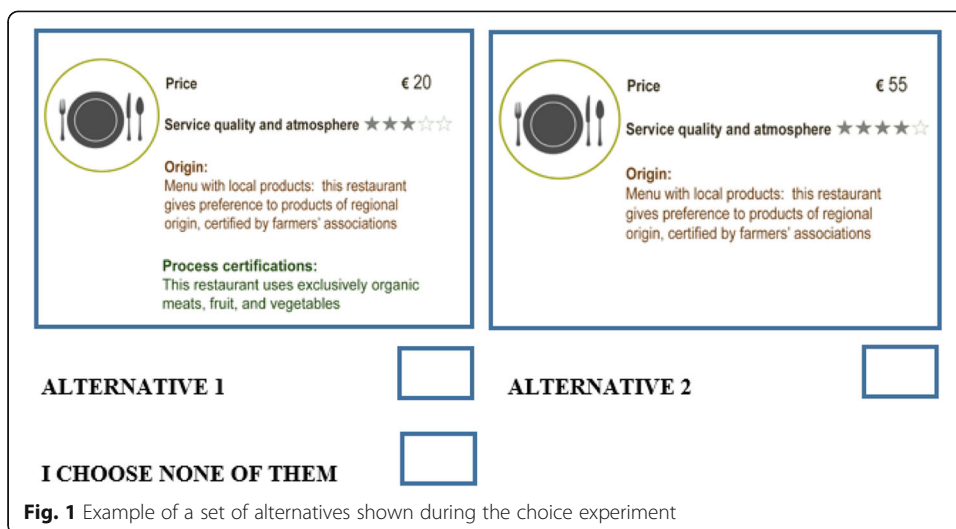 Price € 20
Service quality and atmosphere ★★★☆☆
Origin:
Menu with local products: this restaurant
gives preference to products of regional
origin, certified by farmers' associations
Process certifications:
This restaurant uses exclusively organic
meats, fruit, and vegetables
Price € 55
Service quality and atmosphere ★★★★☆
Origin:
Menu with local products: this restaurant
gives preference to products of regional
origin, certified by farmers' associations
ALTERNATIVE 1
ALTERNATIVE 2
I CHOOSE NONE OF THEM
Fig. 1 Example of a set of alternatives shown during the choice experiment